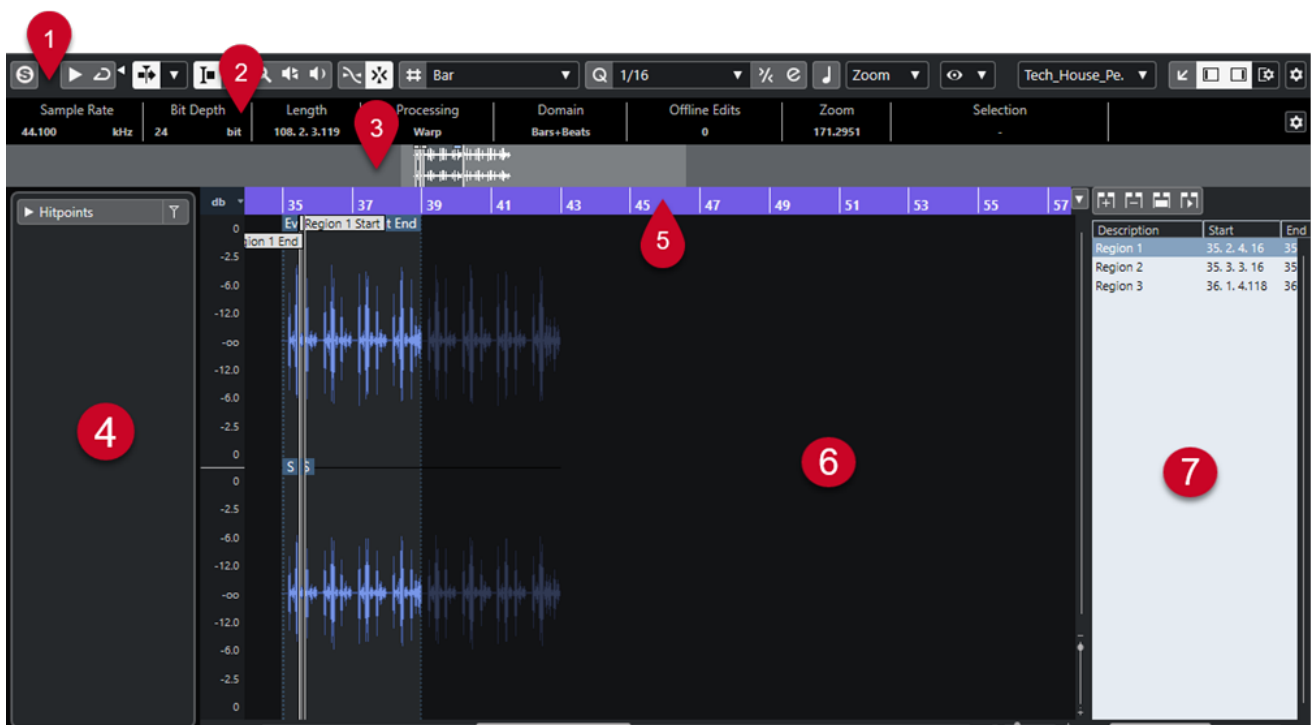 1
Bar
Q 1/16
Zoom
Tech_House_Pe.
2
Sample Rate Bit Depth Length Processing Domain Offline Edits Zoom Selection
44.100 kHz 24 bit 108. 2. 3.119 Warp Bars+Beats 0 171.2951 -
3
Hitpoints
db 35 37 39 41 43 45 47 49 51 53 55 57
5
Ev Region 1 Start t End
gion 1 End
0
-2.5
-6.0
-12.0
-oo
-12.0
-6.0
-2.5
0
S S
0
-2.5
-6.0
-12.0
-oo
-12.0
-6.0
-2.5
0
4
6
Description Start End
Region 1 35. 2. 4. 16 35
Region 2 35. 3. 3. 16 35
Region 3 36. 1. 4.118 36
7